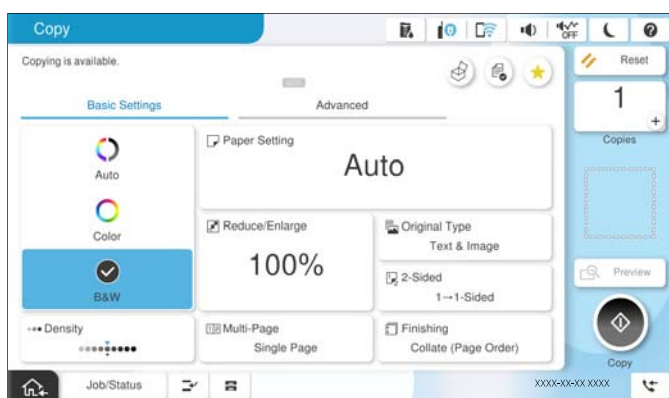 Copy
OFF
Copying is available.
Reset
Basic Settings
Advanced
1
Copies
Auto
Color
B&W
Paper Setting
Auto
Reduce/Enlarge
100%
Original Type
Text & Image
2-Sided
1→1-Sided
Density
Multi-Page
Single Page
Finishing
Collate (Page Order)
Preview
Copy
Job/Status
XXXX-XX-XX XXXX